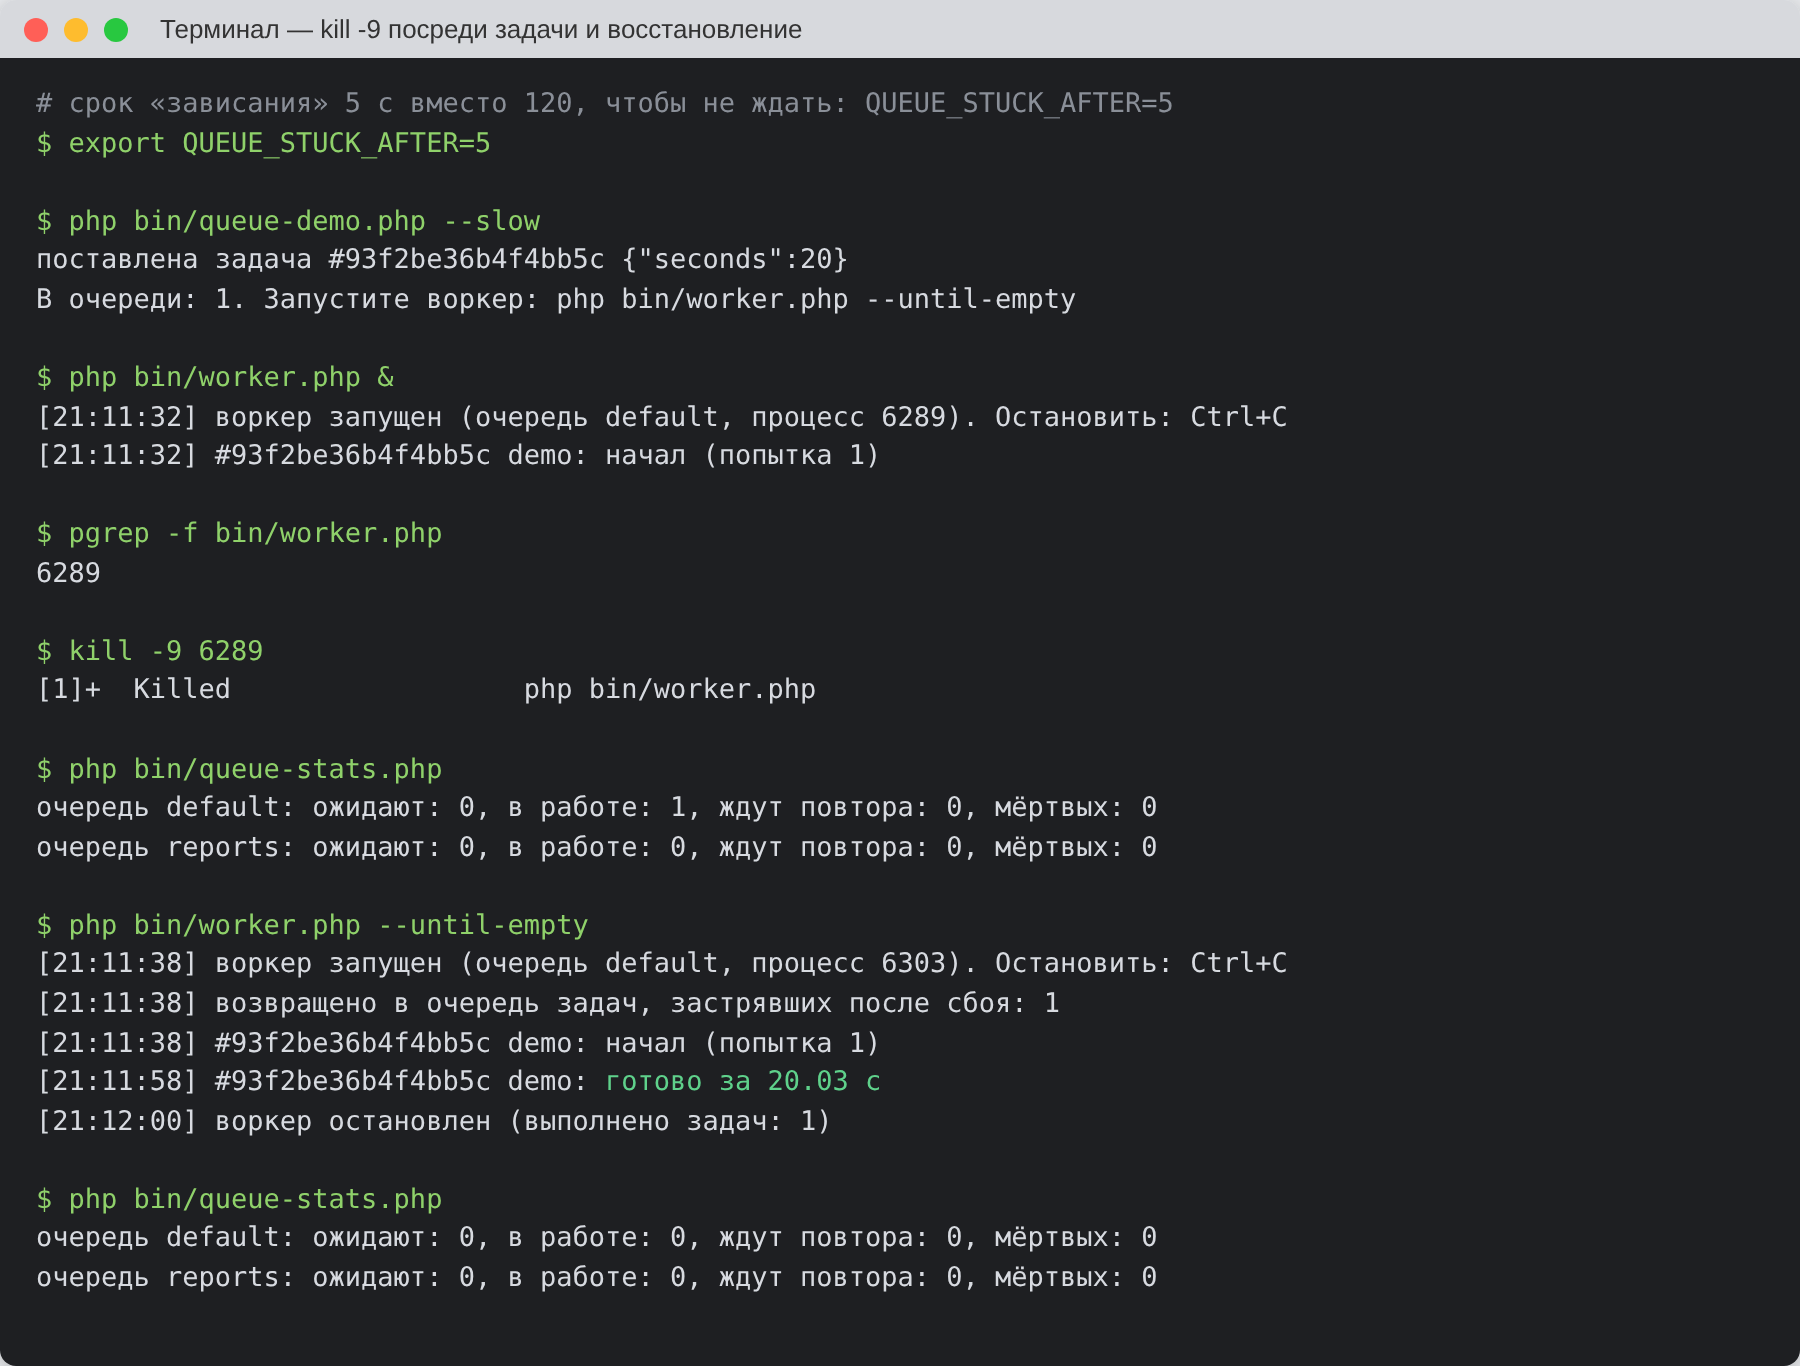 Терминал — kill -9 посреди задачи и восстановление
# срок «зависания» 5 с вместо 120, чтобы не ждать: QUEUE_STUCK_AFTER=5
$ export QUEUE_STUCK_AFTER=5
$ php bin/queue-demo.php --slow
поставлена задача #93f2be36b4f4bb5c {"seconds":20}
В очереди: 1. Запустите воркер: php bin/worker.php --until-empty
$ php bin/worker.php &
[21:11:32] воркер запущен (очередь default, процесс 6289). Остановить: Ctrl+C
[21:11:32] #93f2be36b4f4bb5c demo: начал (попытка 1)
$ pgrep -f bin/worker.php
6289
$ kill -9 6289
[1]+  Killed                  php bin/worker.php
$ php bin/queue-stats.php
очередь default: ожидают: 0, в работе: 1, ждут повтора: 0, мёртвых: 0
очередь reports: ожидают: 0, в работе: 0, ждут повтора: 0, мёртвых: 0
$ php bin/worker.php --until-empty
[21:11:38] воркер запущен (очередь default, процесс 6303). Остановить: Ctrl+C
[21:11:38] возвращено в очередь задач, застрявших после сбоя: 1
[21:11:38] #93f2be36b4f4bb5c demo: начал (попытка 1)
[21:11:58] #93f2be36b4f4bb5c demo: готово за 20.03 с
[21:12:00] воркер остановлен (выполнено задач: 1)
$ php bin/queue-stats.php
очередь default: ожидают: 0, в работе: 0, ждут повтора: 0, мёртвых: 0
очередь reports: ожидают: 0, в работе: 0, ждут повтора: 0, мёртвых: 0